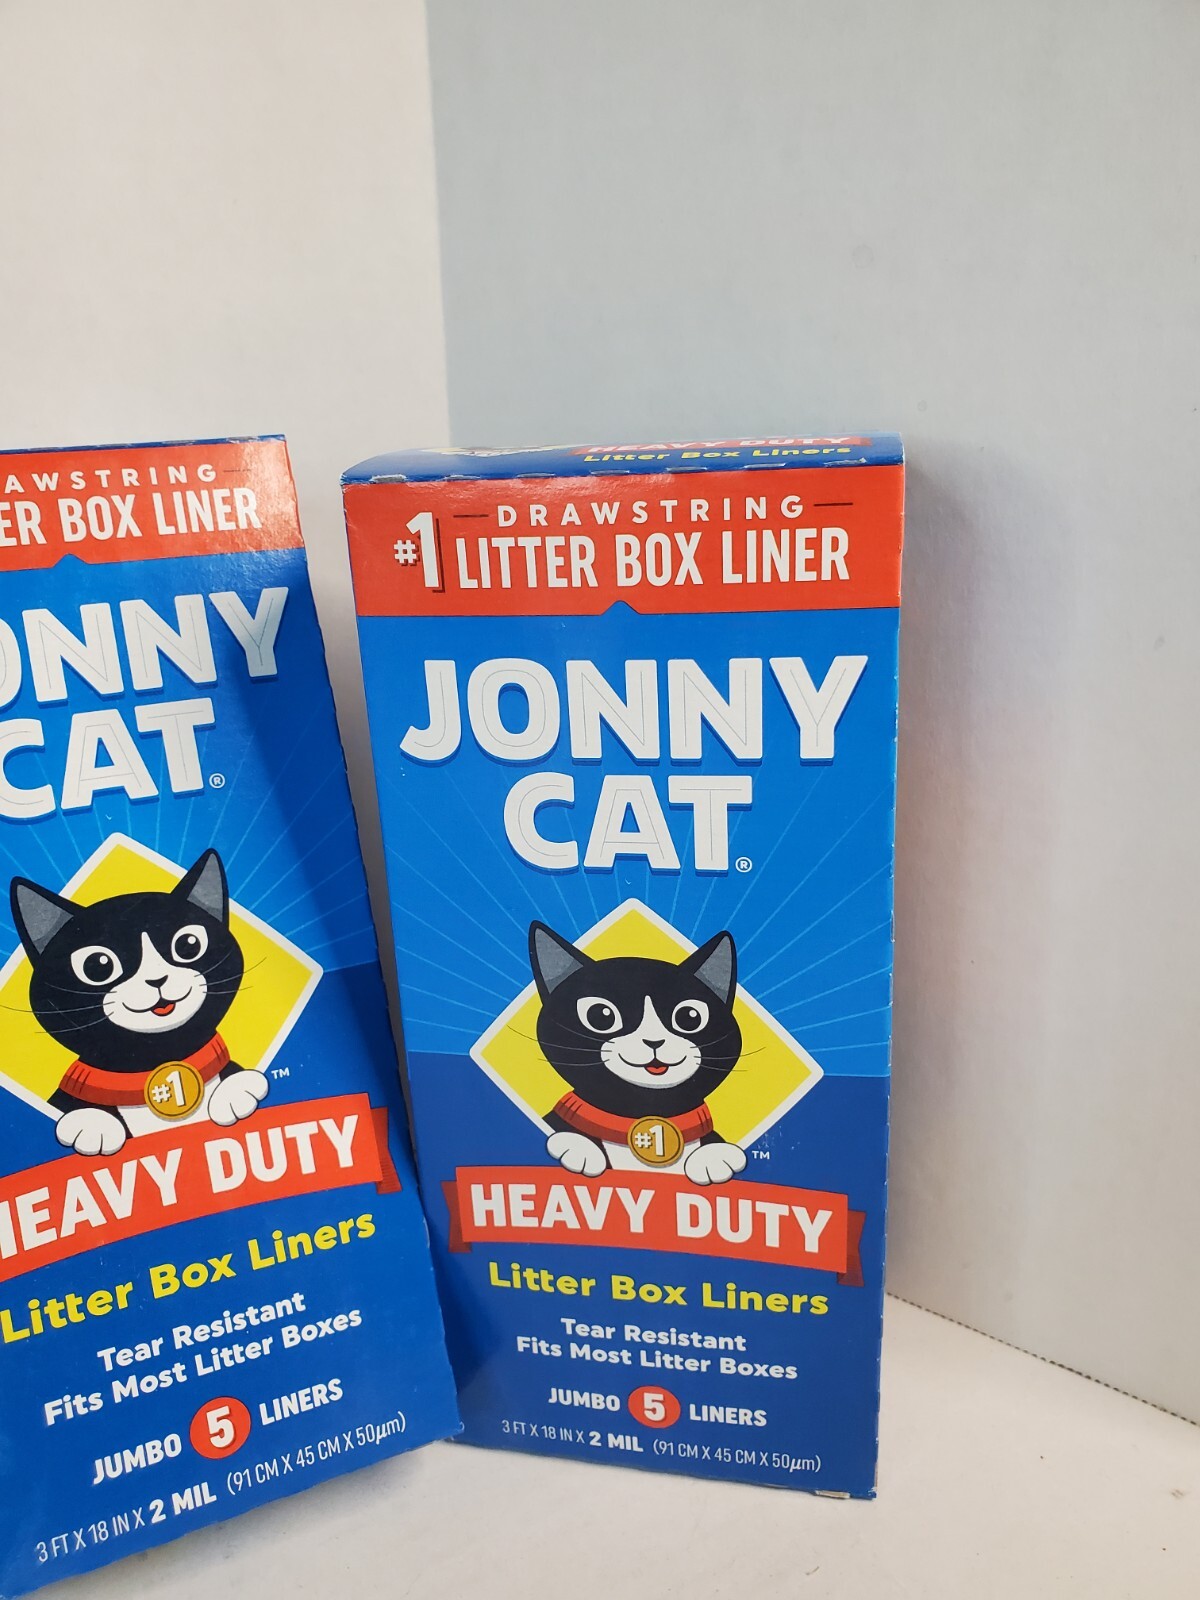 AWSTRING
ER BOX LINER
ONNY
CAT®
#1
TM
HEAVY DUTY
Litter Box Liners
Tear Resistant
Fits Most Litter Boxes
JUMBO 5 LINERS
3 FT X 18 IN X 2 MIL (91 CM X 45 CM X 50µm)
HEAVY DUTY
Litter Box Liners
DRAWSTRING
#1 LITTER BOX LINER
JONNY
CAT®
#1
TM
HEAVY DUTY
Litter Box Liners
Tear Resistant
Fits Most Litter Boxes
JUMBO 5 LINERS
3 FT X 18 IN X 2 MIL (91 CM X 45 CM X 50µm)